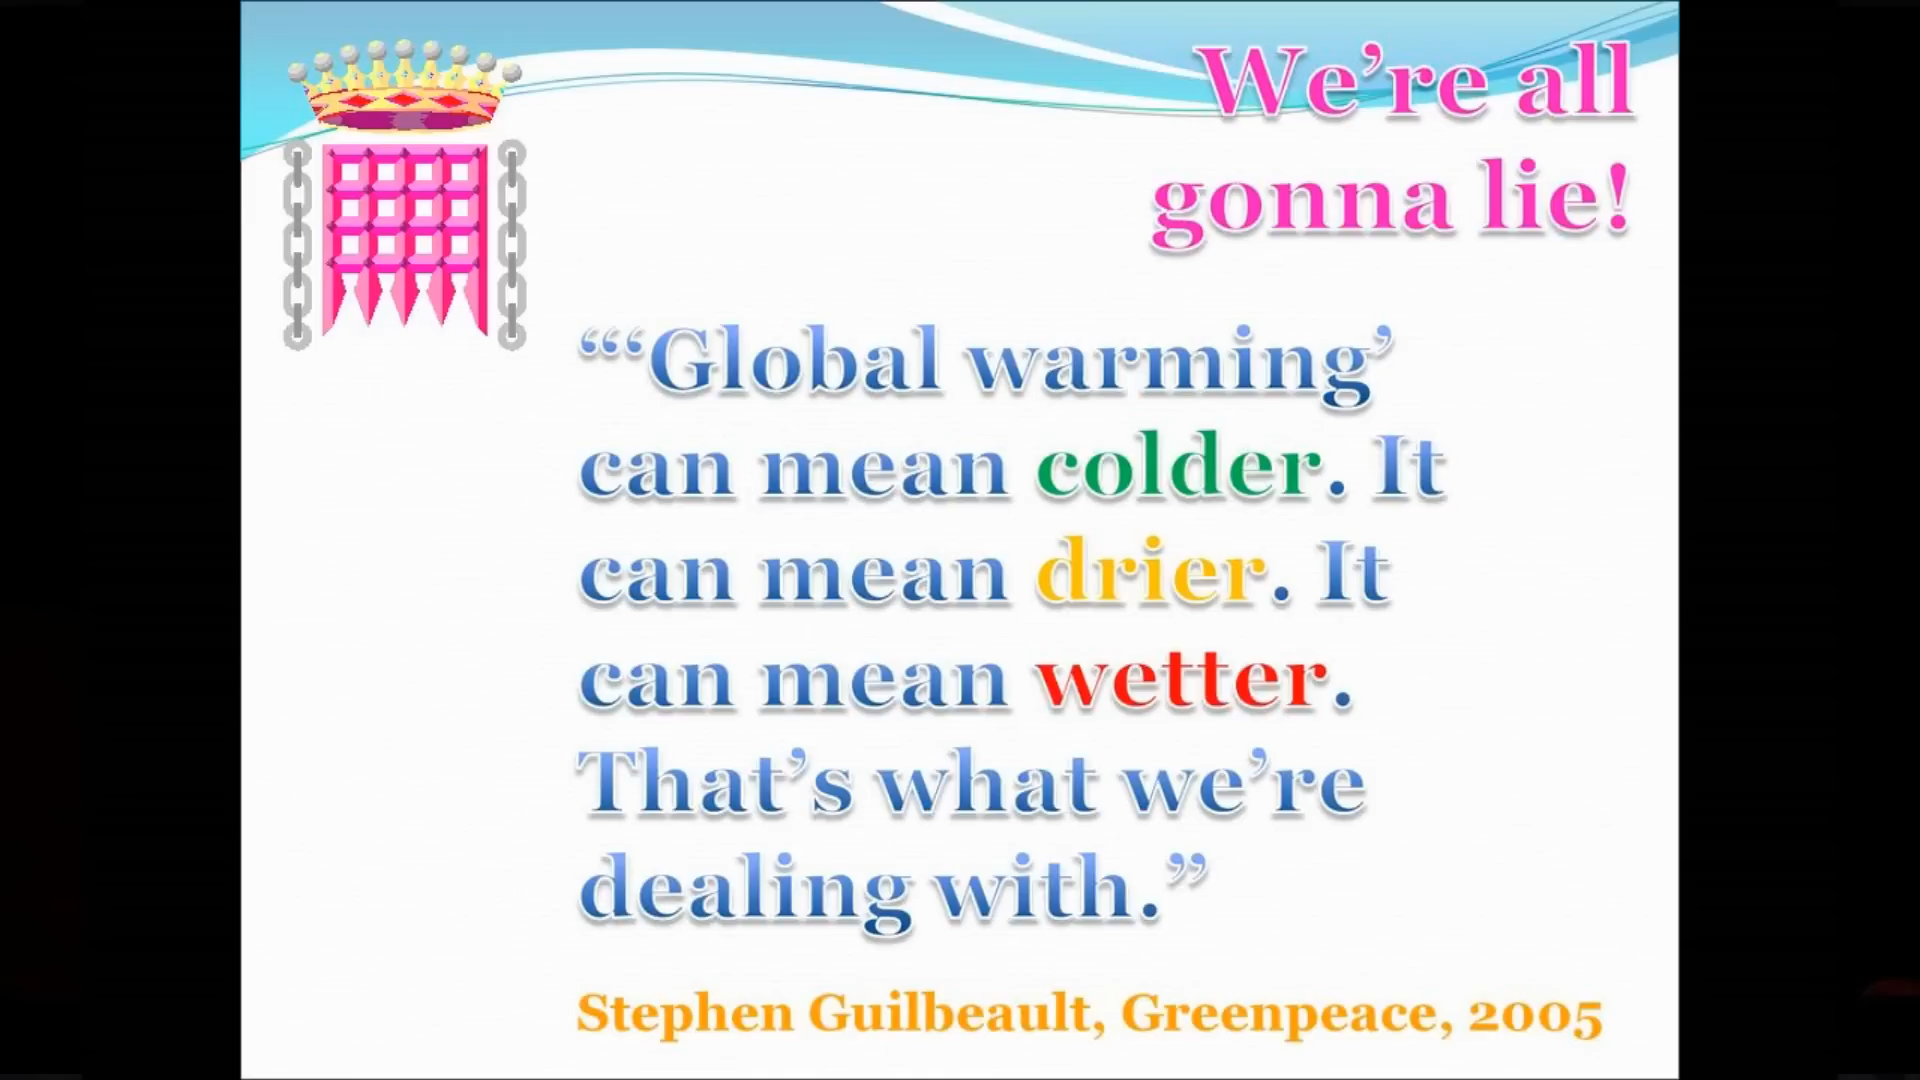 We’re all
gonna lie!
“‘Global warming’
can mean colder. It
can mean drier. It
can mean wetter.
That’s what we’re
dealing with.”
Stephen Guilbeault, Greenpeace, 2005